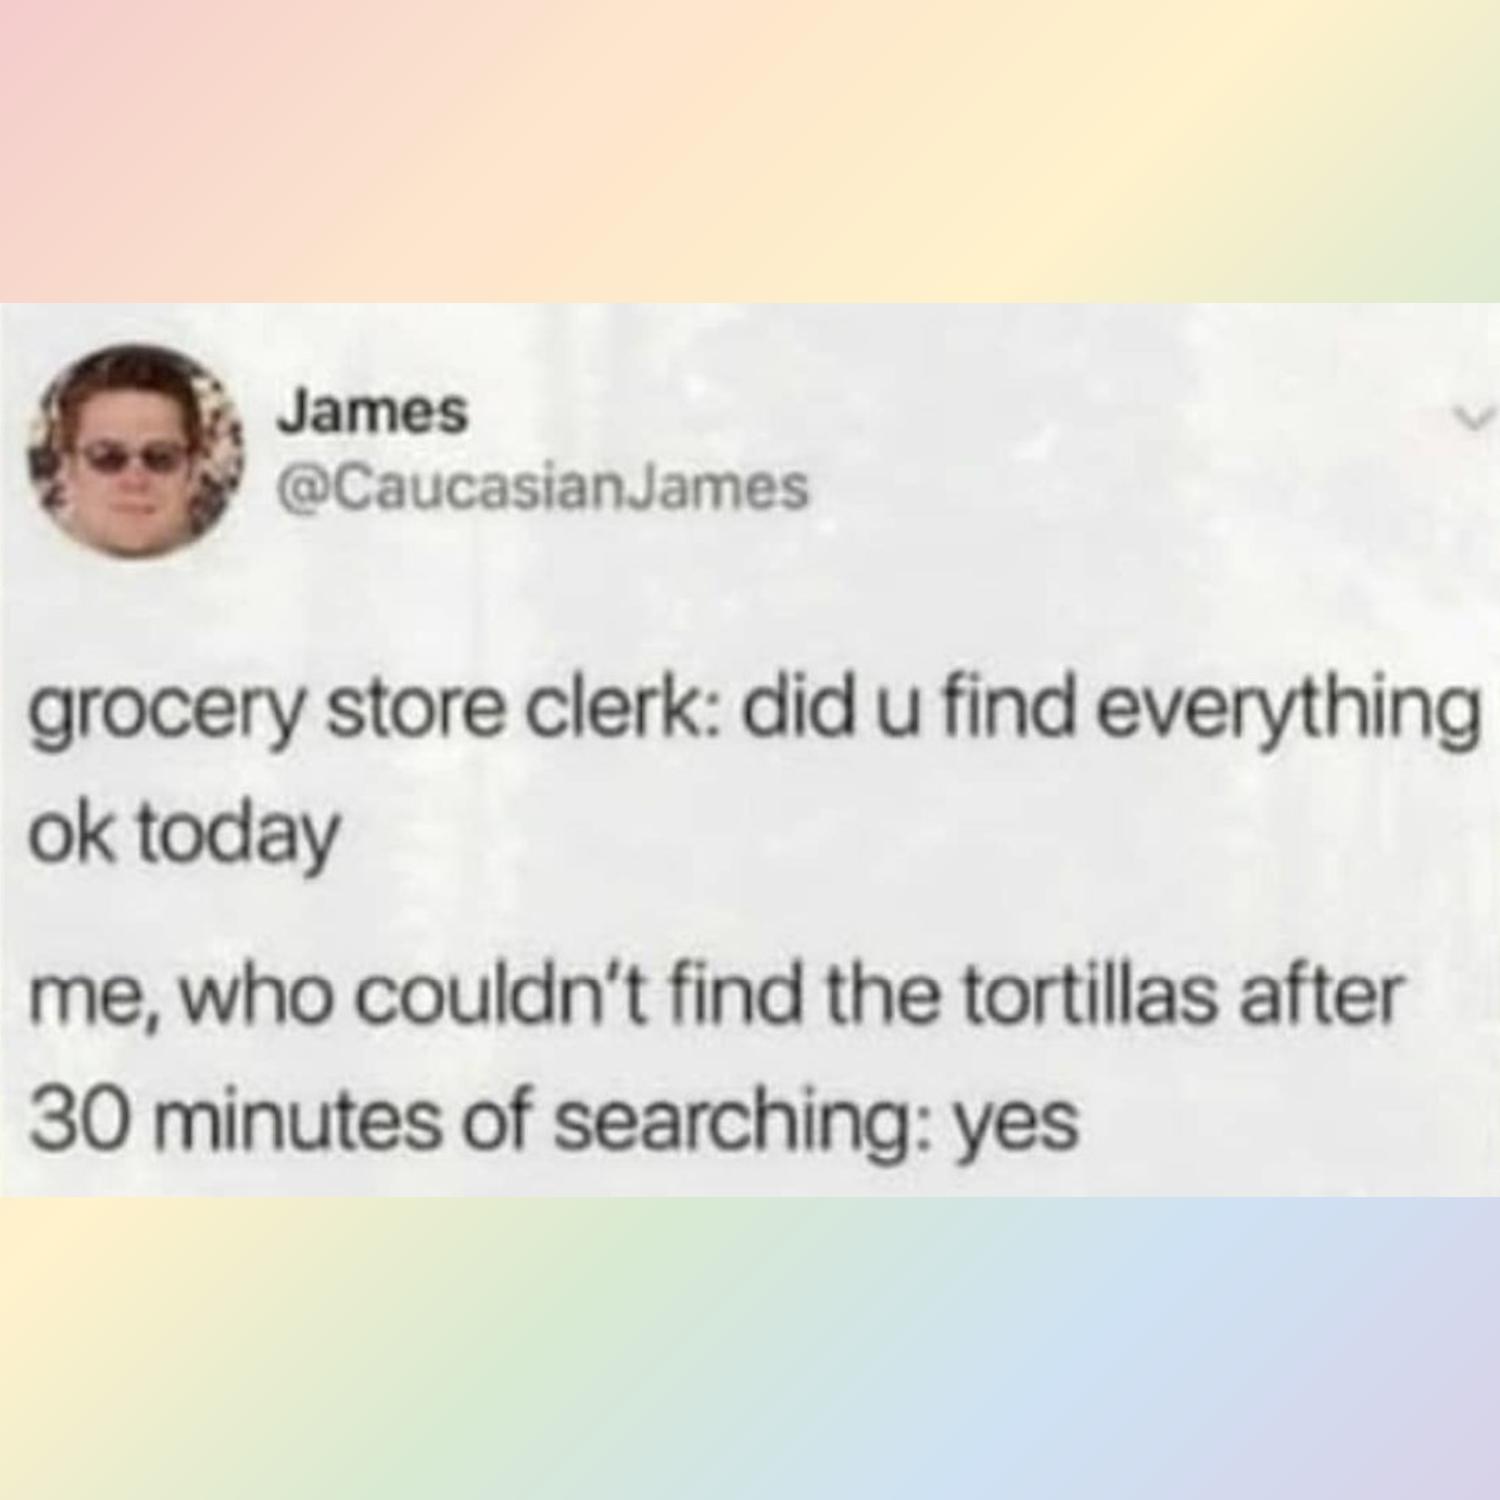 James
@CaucasianJames
grocery store clerk: did u find everything
ok today
me, who couldn't find the tortillas after
30 minutes of searching: yes